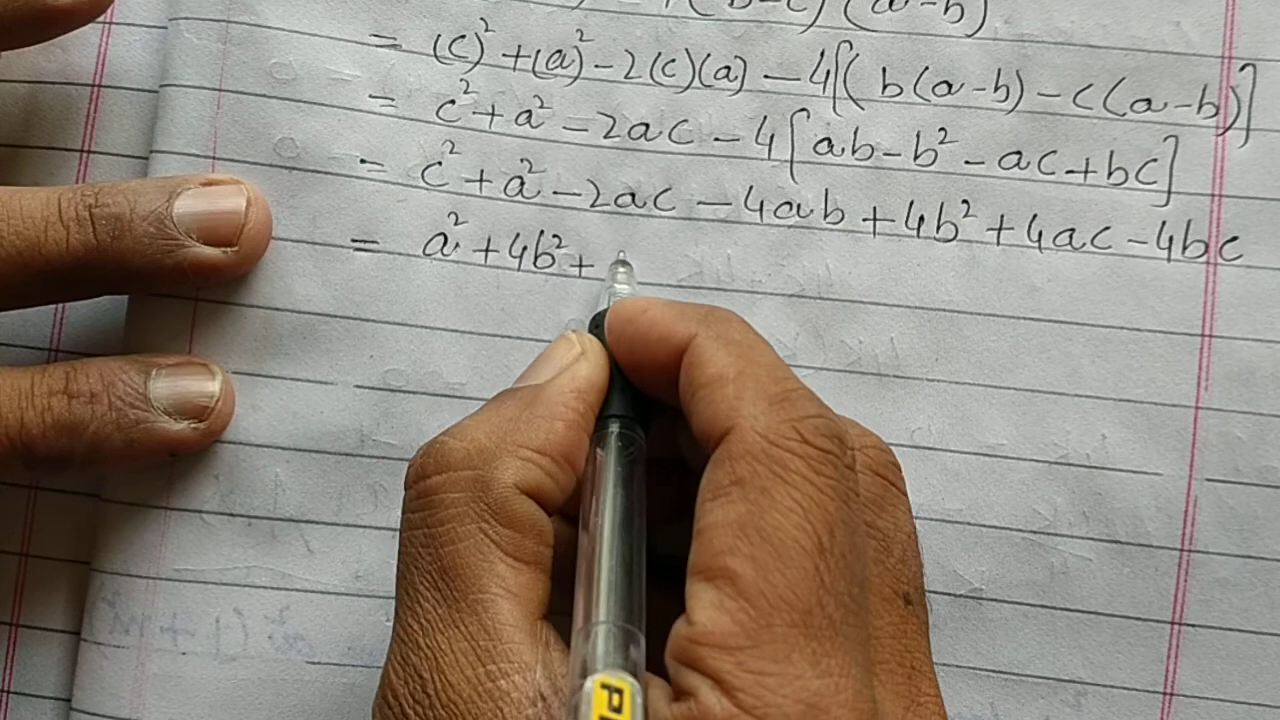 (b-c) (a-b)
= (c)² + (a)² - 2(c)(a) - 4[(b(a-b) - c(a-b)]
= c² + a² - 2ac - 4[ab - b² - ac + bc]
= c² + a² - 2ac - 4ab + 4b² + 4ac - 4bc
= a² + 4b² +